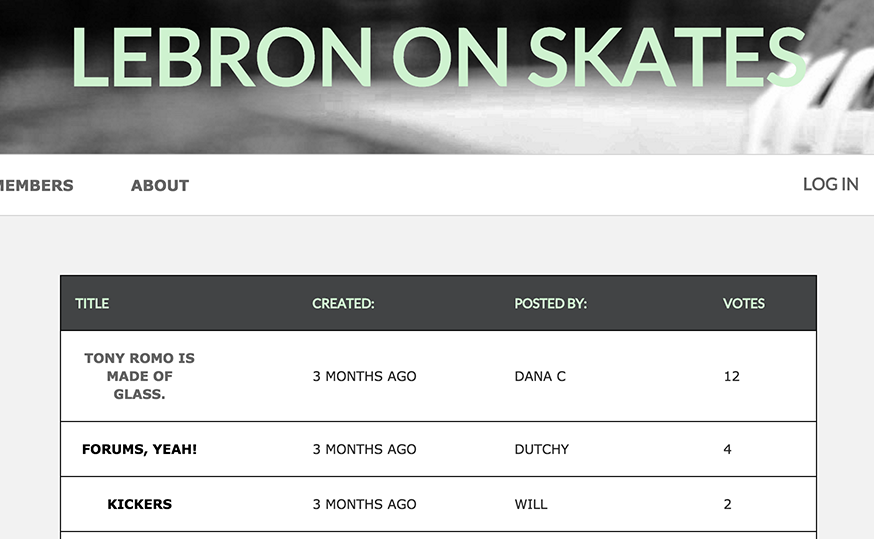 LEBRON ON SKATES
MEMBERS ABOUT LOG IN
TITLE CREATED: POSTED BY: VOTES
TONY ROMO IS
MADE OF
GLASS.
3 MONTHS AGO DANA C 12
FORUMS, YEAH! 3 MONTHS AGO DUTCHY 4
KICKERS 3 MONTHS AGO WILL 2